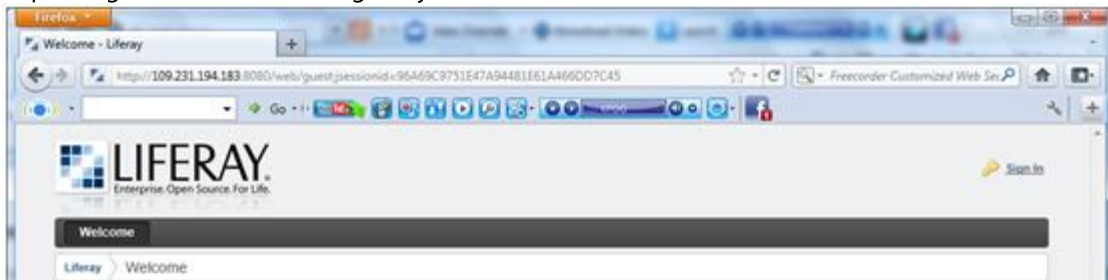 Firefox
Welcome - Liferay
http://109.231.194.183:8080/web/guest;jsessionid=96A69C9751E47A94481E61A466DD7C45
Freecorder Customized Web Sea
Go
LIFERAY.
Enterprise. Open Source. For Life.
Sign In
Welcome
Liferay Welcome